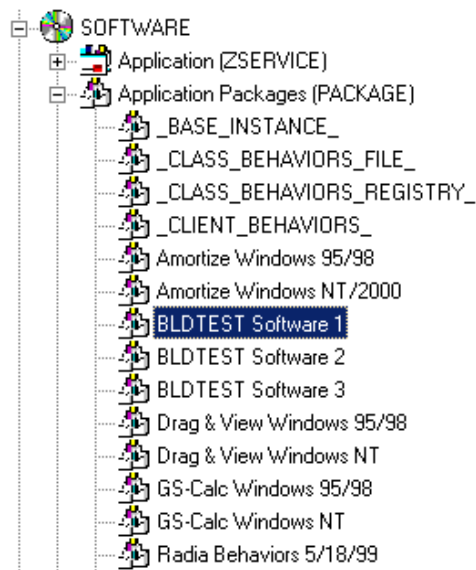 SOFTWARE
Application (ZSERVICE)
Application Packages (PACKAGE)
_BASE_INSTANCE_
_CLASS_BEHAVIORS_FILE_
_CLASS_BEHAVIORS_REGISTRY_
_CLIENT_BEHAVIORS_
Amortize Windows 95/98
Amortize Windows NT/2000
BLDTEST Software 1
BLDTEST Software 2
BLDTEST Software 3
Drag & View Windows 95/98
Drag & View Windows NT
GS-Calc Windows 95/98
GS-Calc Windows NT
Radia Behaviors 5/18/99